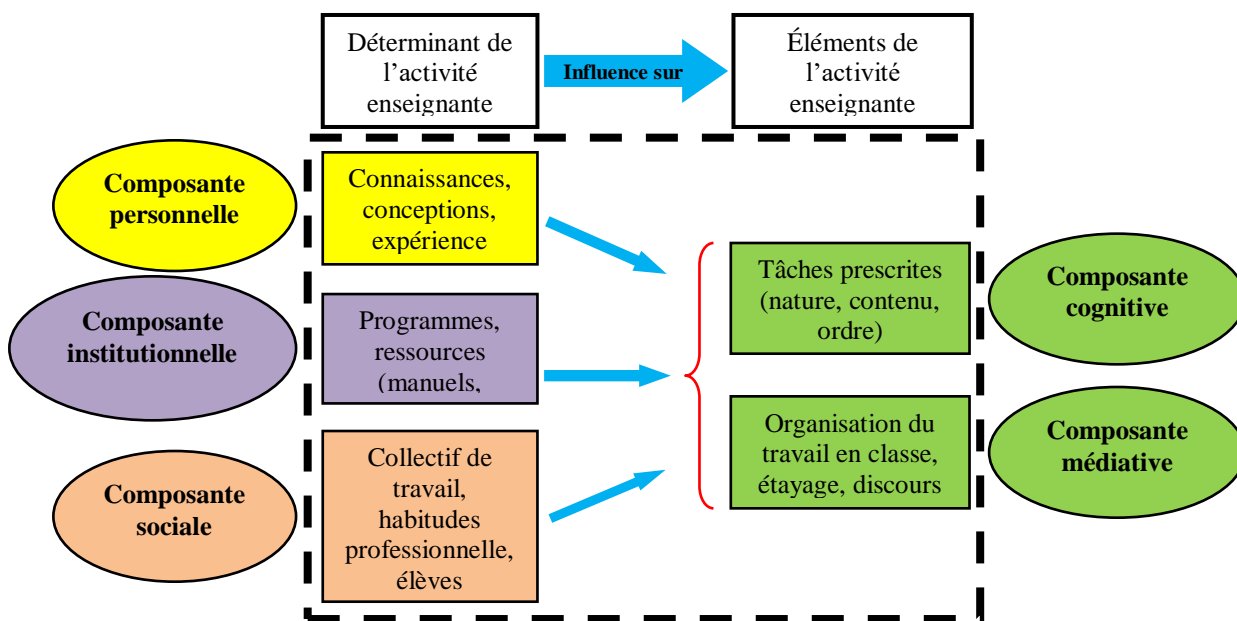 Déterminant de
l'activité
enseignante
Influence sur
Éléments de
l'activité
enseignante
Composante
personnelle
Connaissances,
conceptions,
expérience
Composante
institutionnelle
Programmes,
ressources
(manuels,
Composante
sociale
Collectif de
travail,
habitudes
professionnelle,
élèves
Tâches prescrites
(nature, contenu,
ordre)
Composante
cognitive
Organisation du
travail en classe,
étayage, discours
Composante
médiative